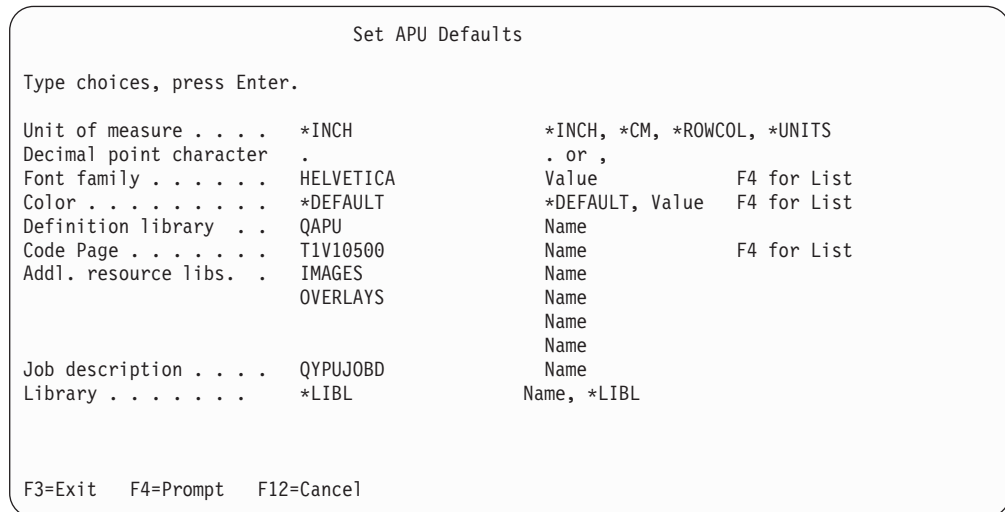 Set APU Defaults
Type choices, press Enter.
Unit of measure . . . . *INCH *INCH, *CM, *ROWCOL, *UNITS
Decimal point character . . or ,
Font family . . . . . . HELVETICA Value F4 for List
Color . . . . . . . . . *DEFAULT *DEFAULT, Value F4 for List
Definition library . . QAPU Name
Code Page . . . . . . . T1V10500 Name F4 for List
Addl. resource libs. . IMAGES Name
OVERLAYS Name
Name
Name
Job description . . . . QYPUJOBD Name
Library . . . . . . . *LIBL Name, *LIBL
F3=Exit F4=Prompt F12=Cancel